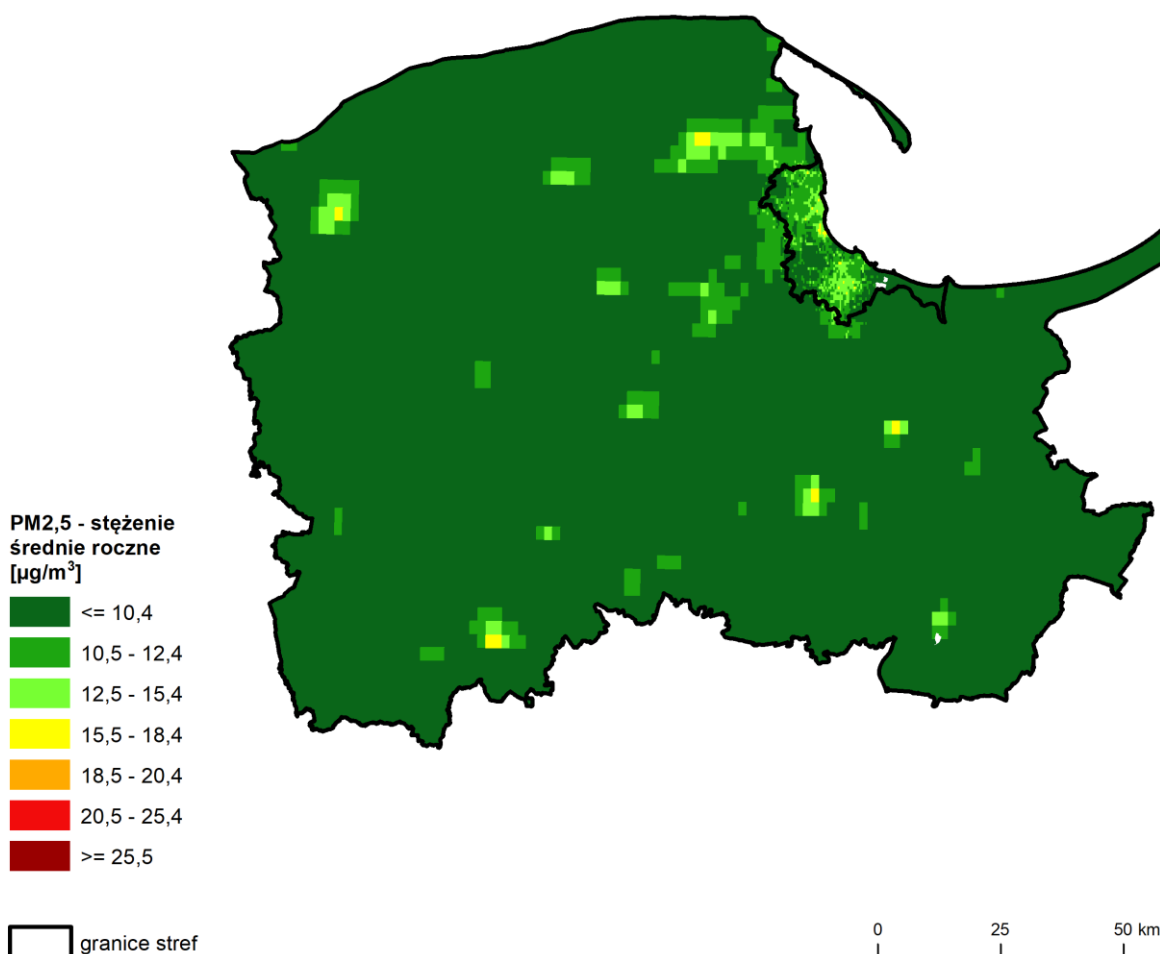 PM2,5 - stężenie
średnie roczne
[µg/m³]
<= 10,4
10,5 - 12,4
12,5 - 15,4
15,5 - 18,4
18,5 - 20,4
20,5 - 25,4
>= 25,5
granice stref
0 25 50 km